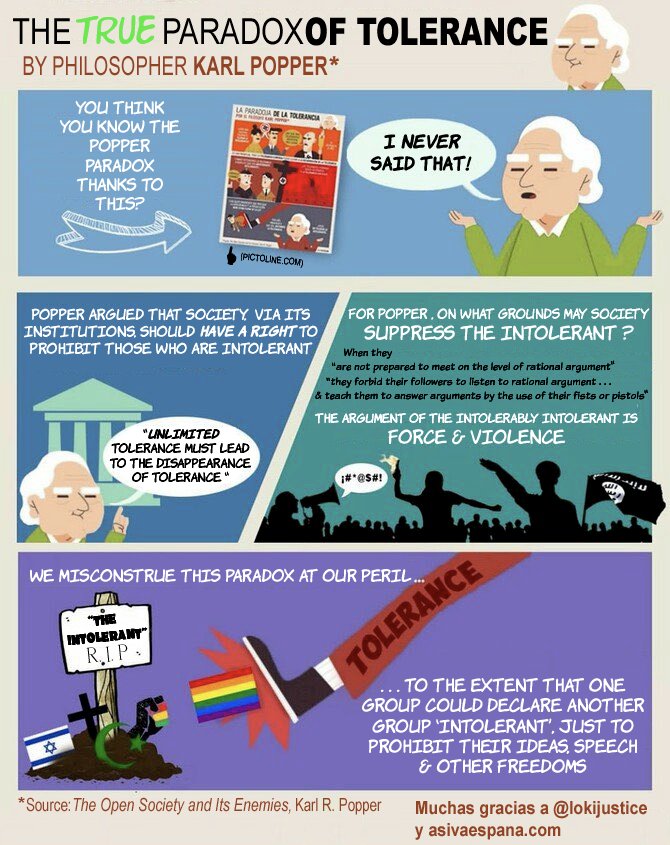 THE TRUE PARADOX OF TOLERANCE
BY PHILOSOPHER KARL POPPER*
YOU THINK
YOU KNOW THE
POPPER
PARADOX
THANKS TO
THIS?
LA PARADOJA DE LA TOLERANCIA
POR EL FILÓSOFO KARL POPPER*
(PICTOLINE.COM)
I NEVER
SAID THAT!
POPPER ARGUED THAT SOCIETY, VIA ITS
INSTITUTIONS, SHOULD HAVE A RIGHT TO
PROHIBIT THOSE WHO ARE INTOLERANT
"UNLIMITED
TOLERANCE MUST LEAD
TO THE DISAPPEARANCE
OF TOLERANCE"
FOR POPPER, ON WHAT GROUNDS MAY SOCIETY
SUPPRESS THE INTOLERANT?
When they
"are not prepared to meet on the level of rational argument"
"they forbid their followers to listen to rational argument . . .
& teach them to answer arguments by the use of their fists or pistols"
THE ARGUMENT OF THE INTOLERABLY INTOLERANT IS
FORCE & VIOLENCE
¡#*@$#!
WE MISCONSTRUE THIS PARADOX AT OUR PERIL...
"THE
INTOLERANT"
R.I.P
TOLERANCE
. . . TO THE EXTENT THAT ONE
GROUP COULD DECLARE ANOTHER
GROUP 'INTOLERANT', JUST TO
PROHIBIT THEIR IDEAS, SPEECH
& OTHER FREEDOMS
*Source: The Open Society and Its Enemies, Karl R. Popper
Muchas gracias a @lokijustice
y asivaespana.com